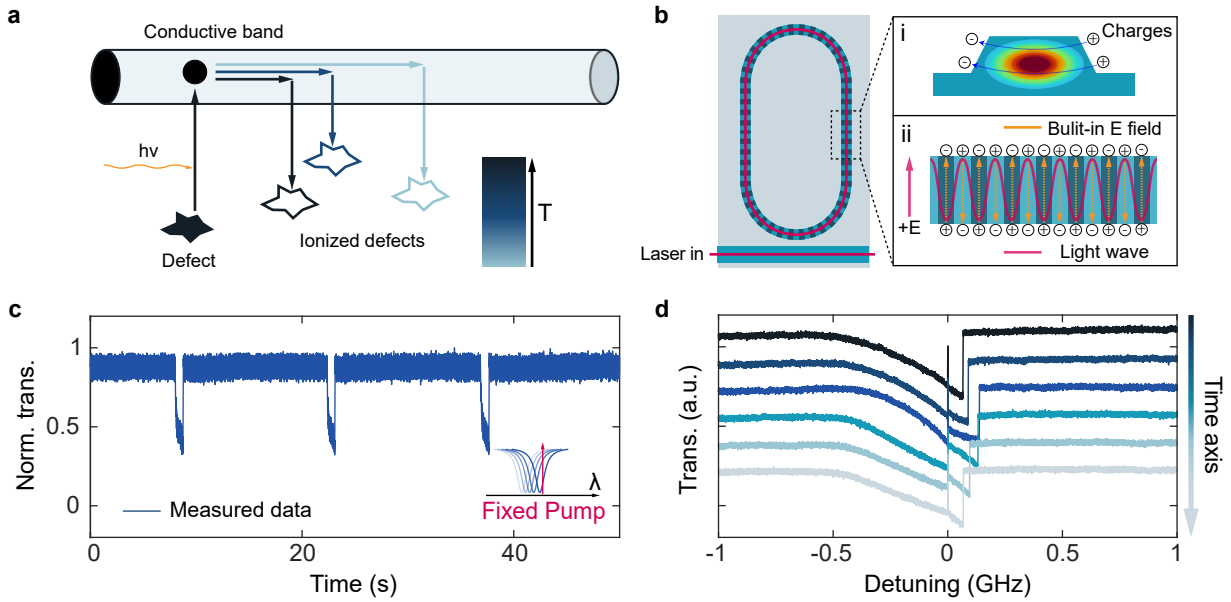 a
Conductive band
hv
Defect
Ionized defects
T
b
Laser in
i
Charges
ii
Bulit-in E field
+E
Light wave
c
Norm. trans.
1
0.5
0
Measured data
λ
Fixed Pump
0
20
40
Time (s)
d
Trans. (a.u.)
-1
-0.5
0
0.5
1
Detuning (GHz)
Time axis